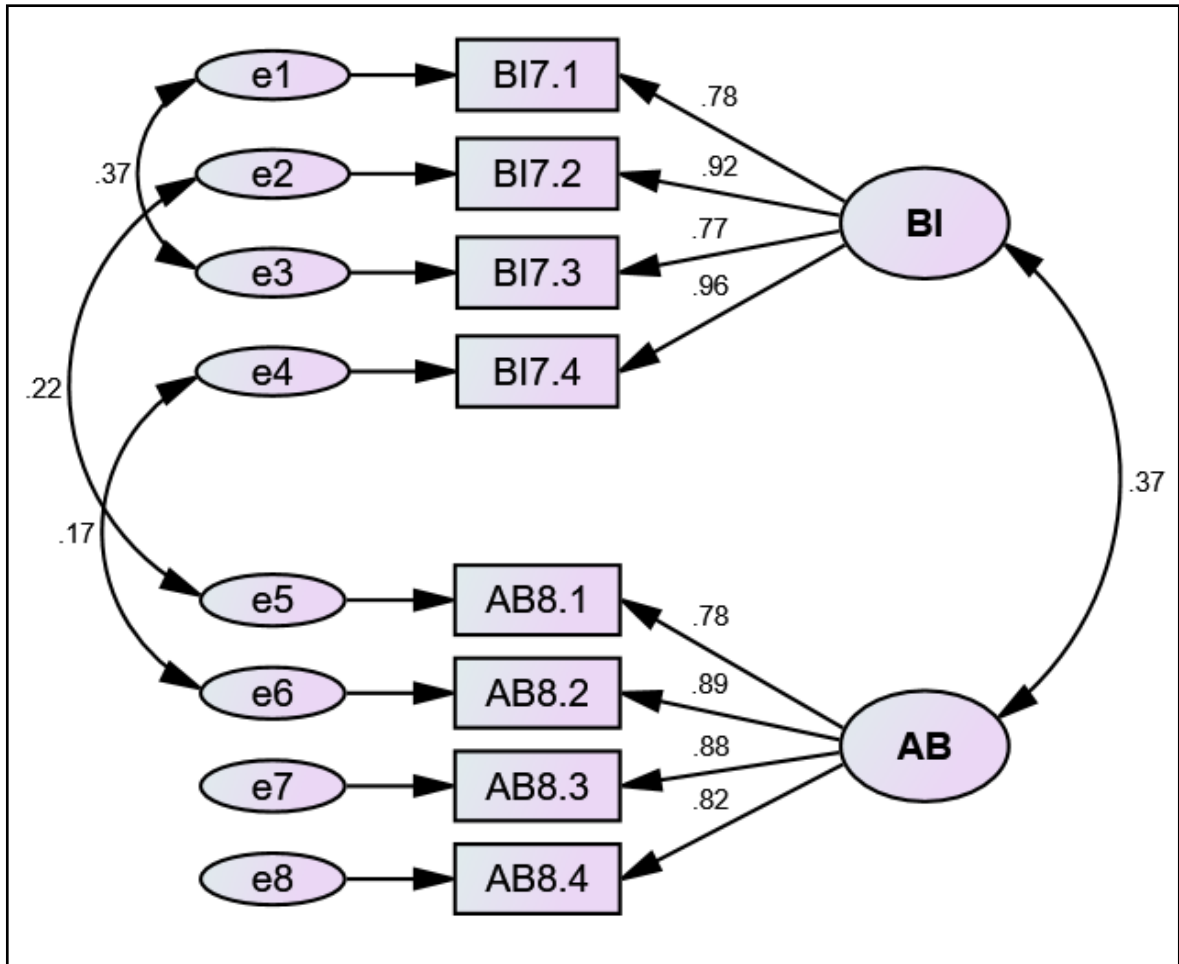 e1
BI7.1
.78
.37
e2
BI7.2
.92
BI
e3
BI7.3
.77
.96
e4
BI7.4
.22
.37
.17
e5
AB8.1
.78
e6
AB8.2
.89
AB
e7
AB8.3
.88
.82
e8
AB8.4